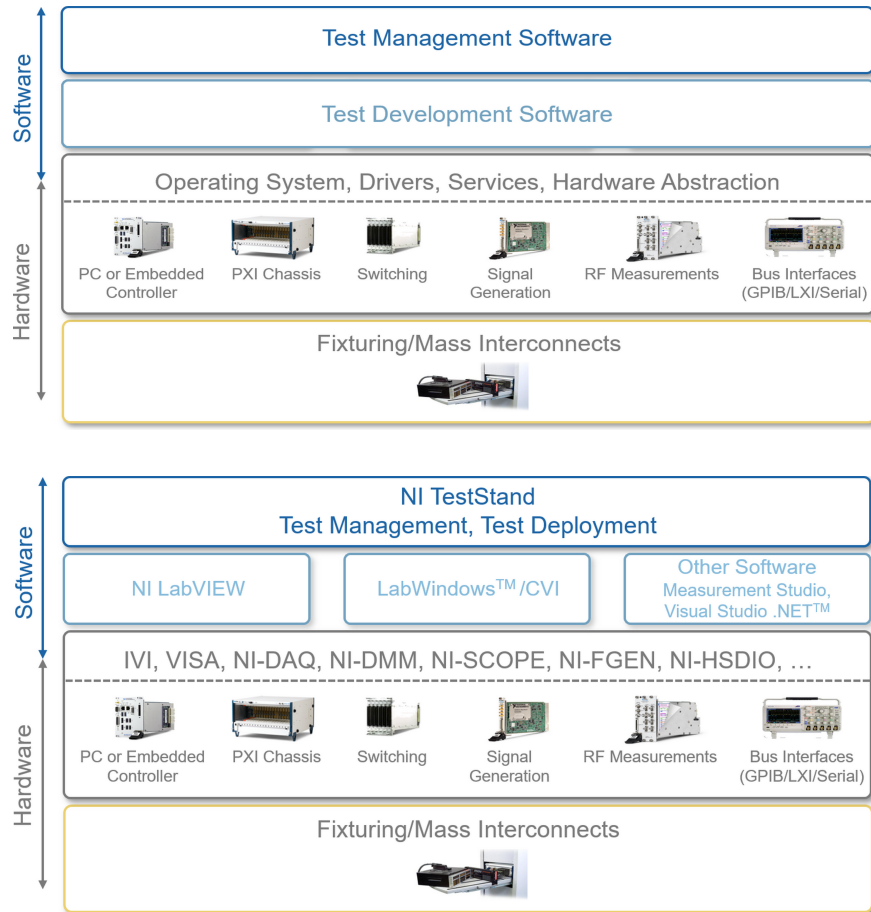 Software
Hardware
Test Management Software
Test Development Software
Operating System, Drivers, Services, Hardware Abstraction
PC or Embedded
Controller
PXI Chassis
Switching
Signal
Generation
RF Measurements
Bus Interfaces
(GPIB/LXI/Serial)
Fixturing/Mass Interconnects
Software
Hardware
NI TestStand
Test Management, Test Deployment
NI LabVIEW
LabWindows™/CVI
Other Software
Measurement Studio,
Visual Studio .NET™
IVI, VISA, NI-DAQ, NI-DMM, NI-SCOPE, NI-FGEN, NI-HSDIO, …
PC or Embedded
Controller
PXI Chassis
Switching
Signal
Generation
RF Measurements
Bus Interfaces
(GPIB/LXI/Serial)
Fixturing/Mass Interconnects